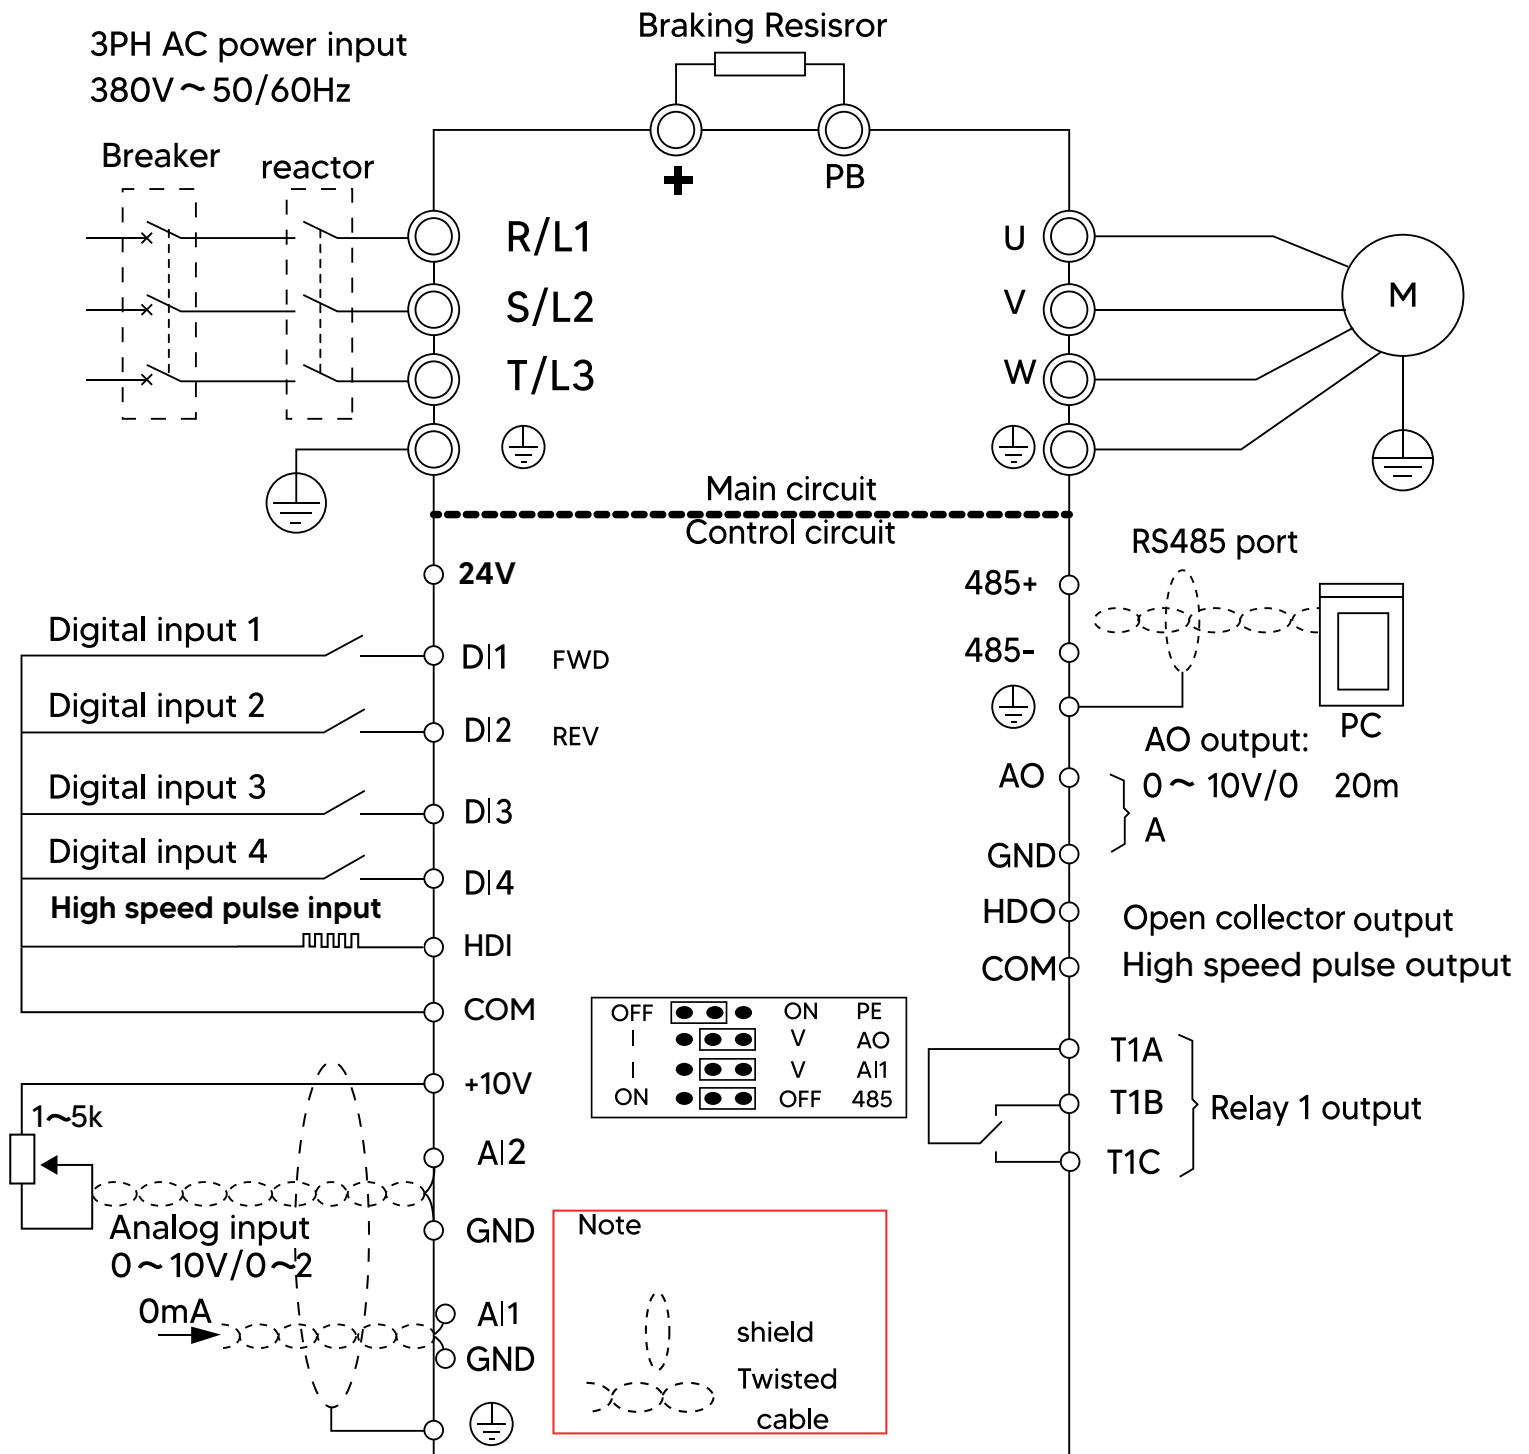 3PH AC power input
380V～50/60Hz
Braking Resisror
Breaker
reactor
+
PB
R/L1
S/L2
T/L3
U
V
W
M
Main circuit
Control circuit
24V
Digital input 1
DI1 FWD
Digital input 2
DI2 REV
Digital input 3
DI3
Digital input 4
DI4
High speed pulse input
HDI
COM
+10V
1～5k
AI2
GND
Analog input
0～10V/0～2
0mA
AI1
GND
RS485 port
485+
485-
PC
AO output:
AO
0～10V/0 20m
A
GND
HDO
Open collector output
COM
High speed pulse output
OFF ON PE
I V AO
I V AI1
ON OFF 485
T1A
T1B
T1C
Relay 1 output
Note
shield
Twisted
cable